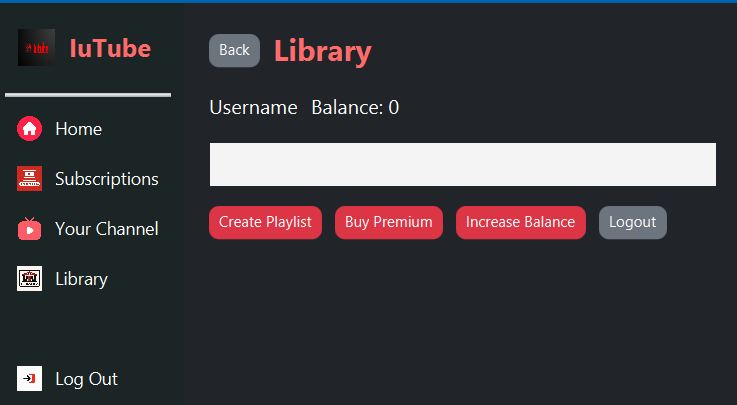 IuTube
Home
Subscriptions
Your Channel
Library
Log Out
Back
Library
Username Balance: 0
Create Playlist
Buy Premium
Increase Balance
Logout